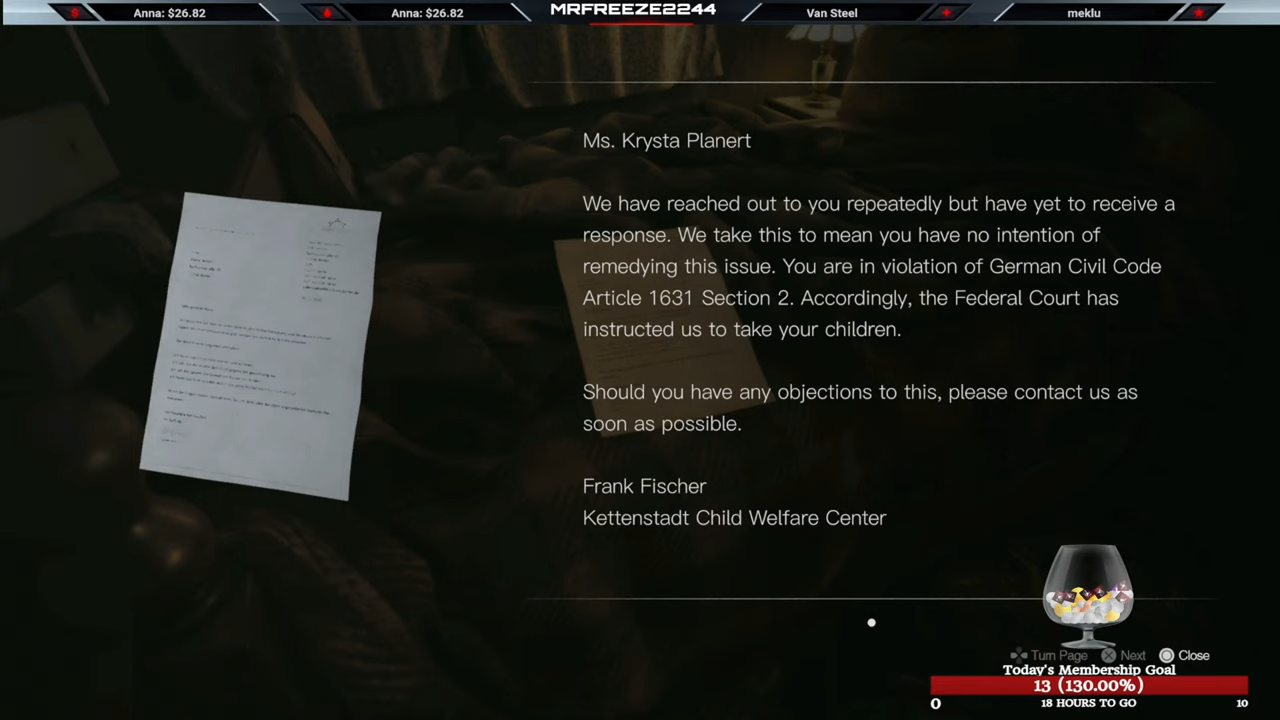 Anna: $26.82
Anna: $26.82
MRFREEZE2244
Van Steel
meklu
Ms. Krysta Planert
We have reached out to you repeatedly but have yet to receive a
response. We take this to mean you have no intention of
remedying this issue. You are in violation of German Civil Code
Article 1631 Section 2. Accordingly, the Federal Court has
instructed us to take your children.
Should you have any objections to this, please contact us as
soon as possible.
Frank Fischer
Kettenstadt Child Welfare Center
Turn Page Next Close
Today's Membership Goal
13 (130.00%)
0 18 HOURS TO GO 10